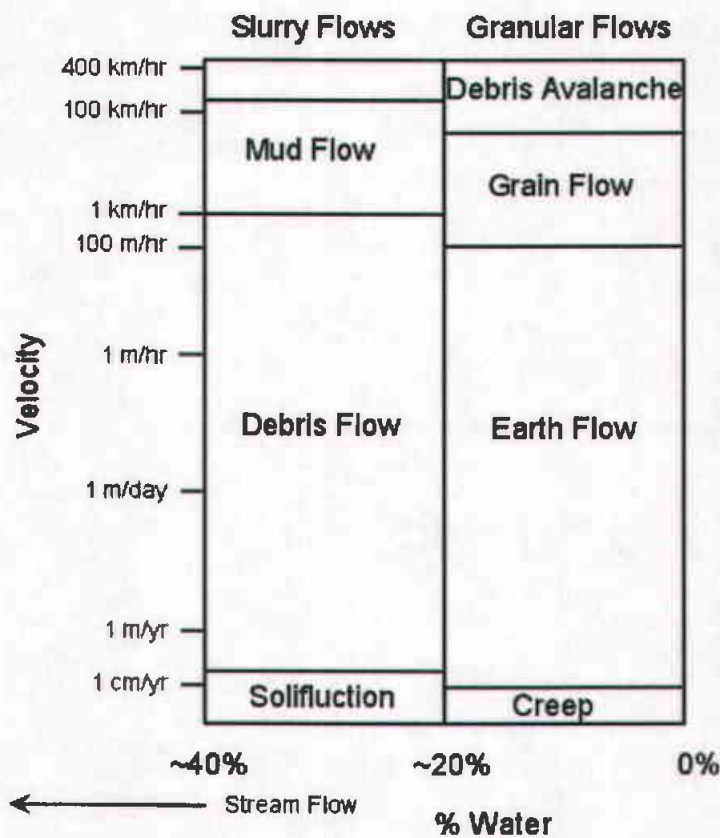 Slurry Flows Granular Flows
400 km/hr
Debris Avalanche
100 km/hr
Mud Flow
Grain Flow
1 km/hr
100 m/hr
1 m/hr
Velocity
Debris Flow
Earth Flow
1 m/day
1 m/yr
1 cm/yr
Solifluction
Creep
~40% ~20% 0%
Stream Flow
% Water